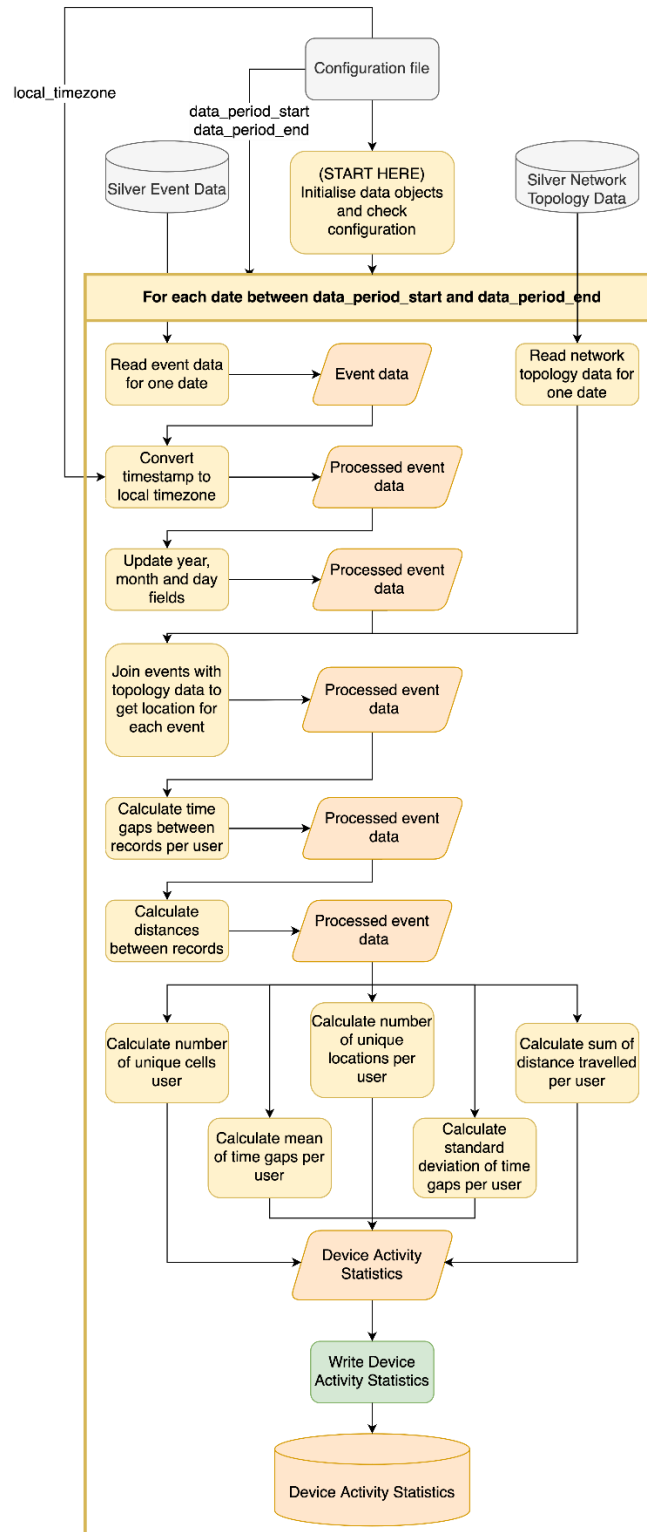 Configuration file
local_timezone
data_period_start
data_period_end
Silver Event Data
(START HERE)
Initialise data objects
and check
configuration
Silver Network
Topology Data
For each date between data_period_start and data_period_end
Read event data
for one date
Event data
Read network
topology data for
one date
Convert
timestamp to
local timezone
Processed event
data
Update year,
month and day
fields
Processed event
data
Join events with
topology data to
get location for
each event
Processed event
data
Calculate time
gaps between
records per user
Processed event
data
Calculate
distances
between records
Processed event
data
Calculate number
of unique cells
user
Calculate number
of unique
locations per
user
Calculate sum of
distance travelled
per user
Calculate mean
of time gaps per
user
Calculate
standard
deviation of time
gaps per user
Device Activity
Statistics
Write Device
Activity Statistics
Device Activity Statistics